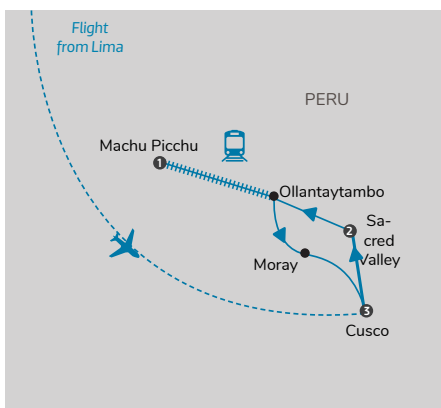 Flight
from Lima
PERU
Machu Picchu
1
Ollantaytambo
2
Sa-
cred
Valley
Moray
3
Cusco